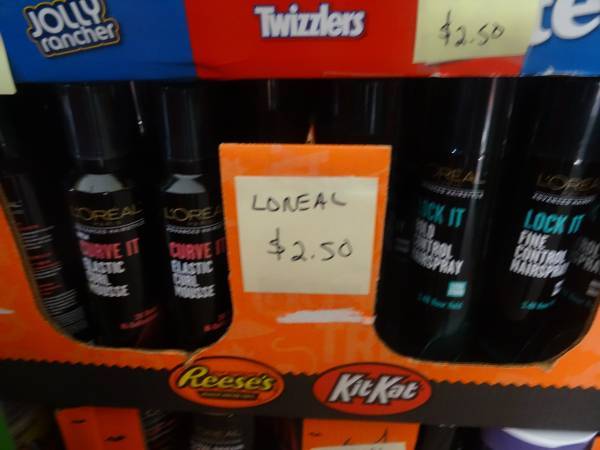 JOLLY
rancher
Twizzlers
$2.50
L'OREAL
CURVE IT
ELASTIC
CURL
MOUSSE
L'OREAL
CURVE IT
ELASTIC
CURL
MOUSSE
LOREAL
$2.50
LOCK IT
CONTROL
HAIRSPRAY
L'OREAL
LOCK IT
FINE
CONTROL
HAIRSPRAY
Reese's
KitKat